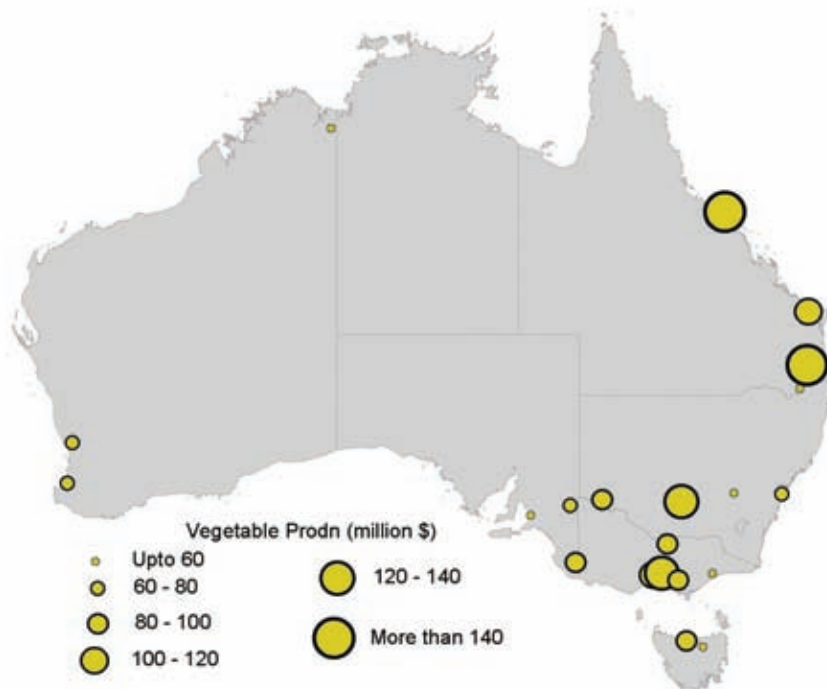 Vegetable Prodn (million $)
Upto 60
60 - 80
80 - 100
100 - 120
120 - 140
More than 140